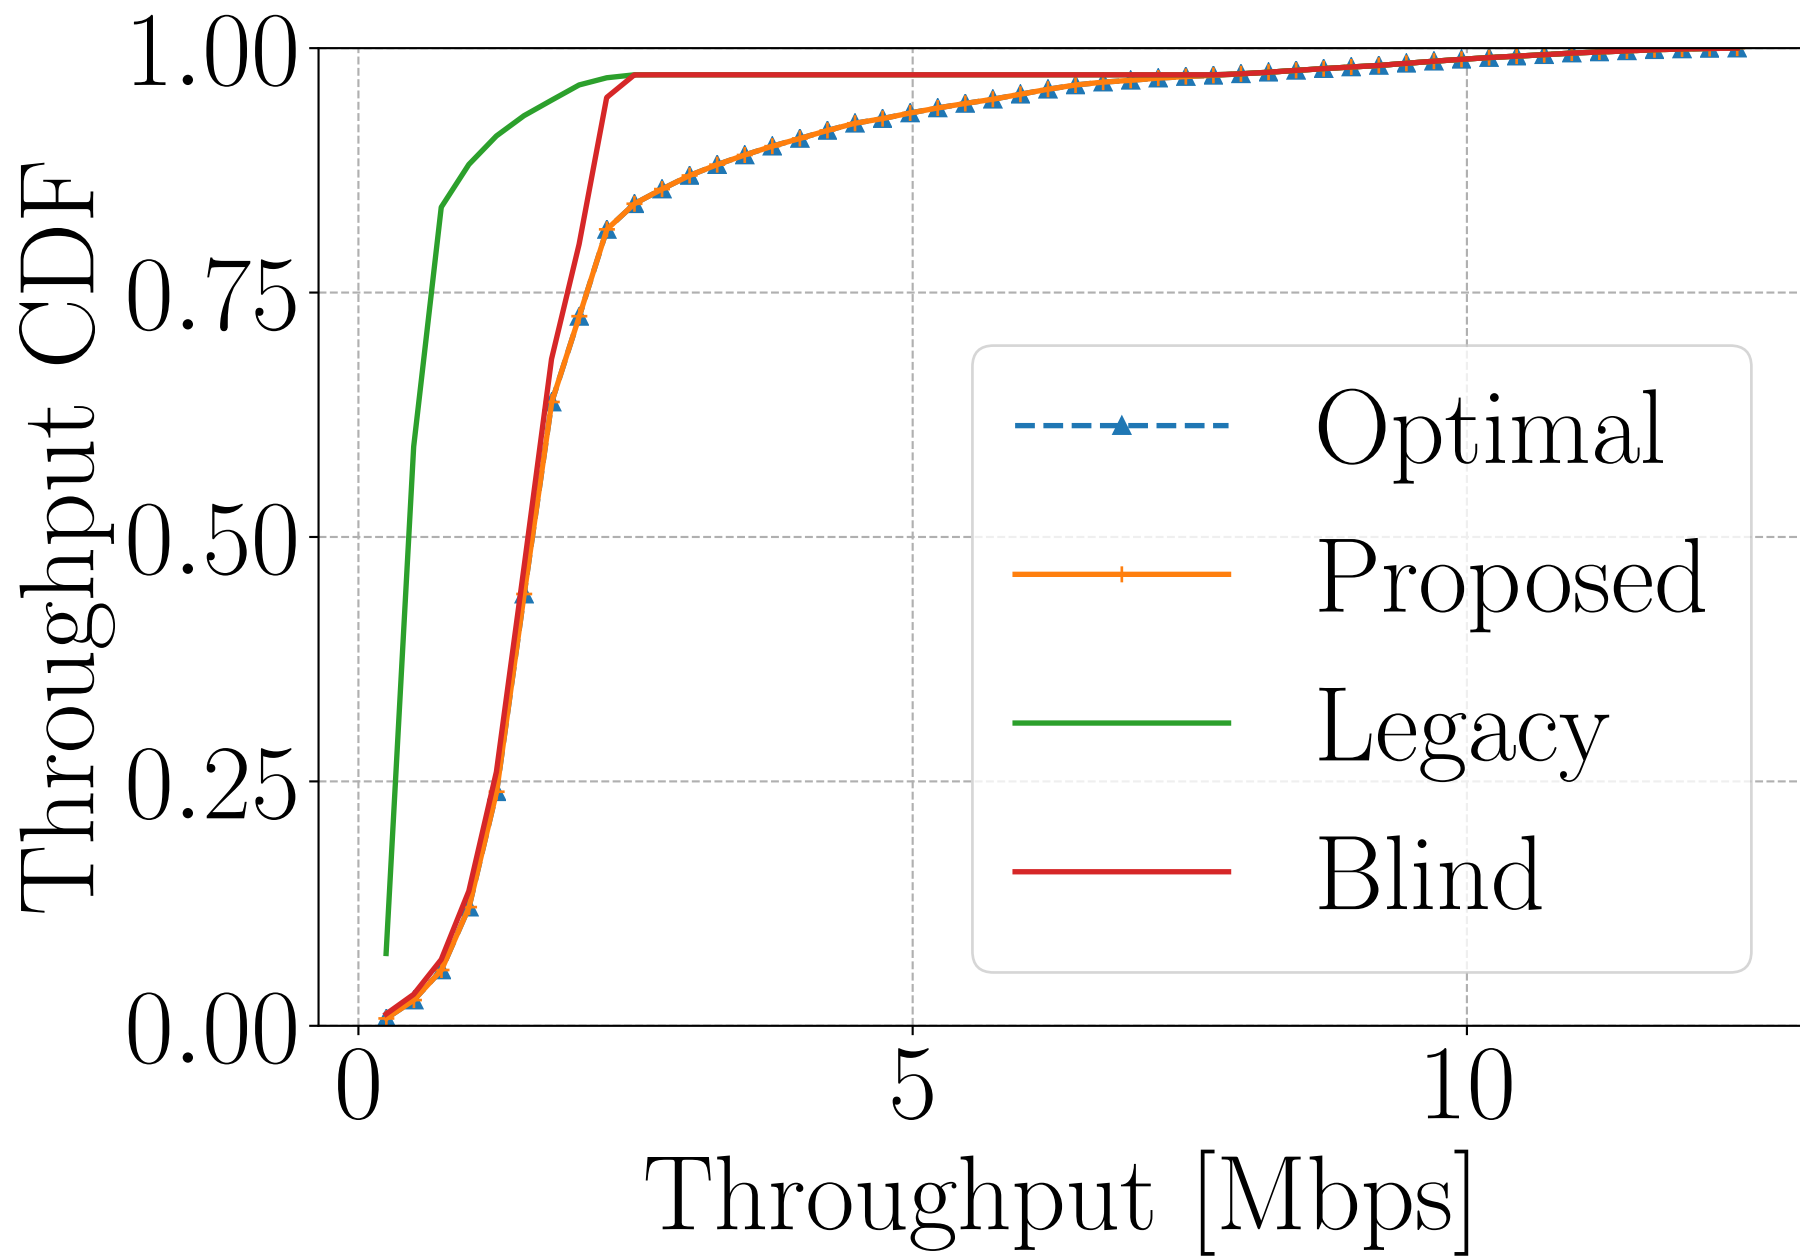 Throughput CDF
1.00
0.75
0.50
0.25
0.00
0 5 10
Throughput [Mbps]
Optimal
Proposed
Legacy
Blind